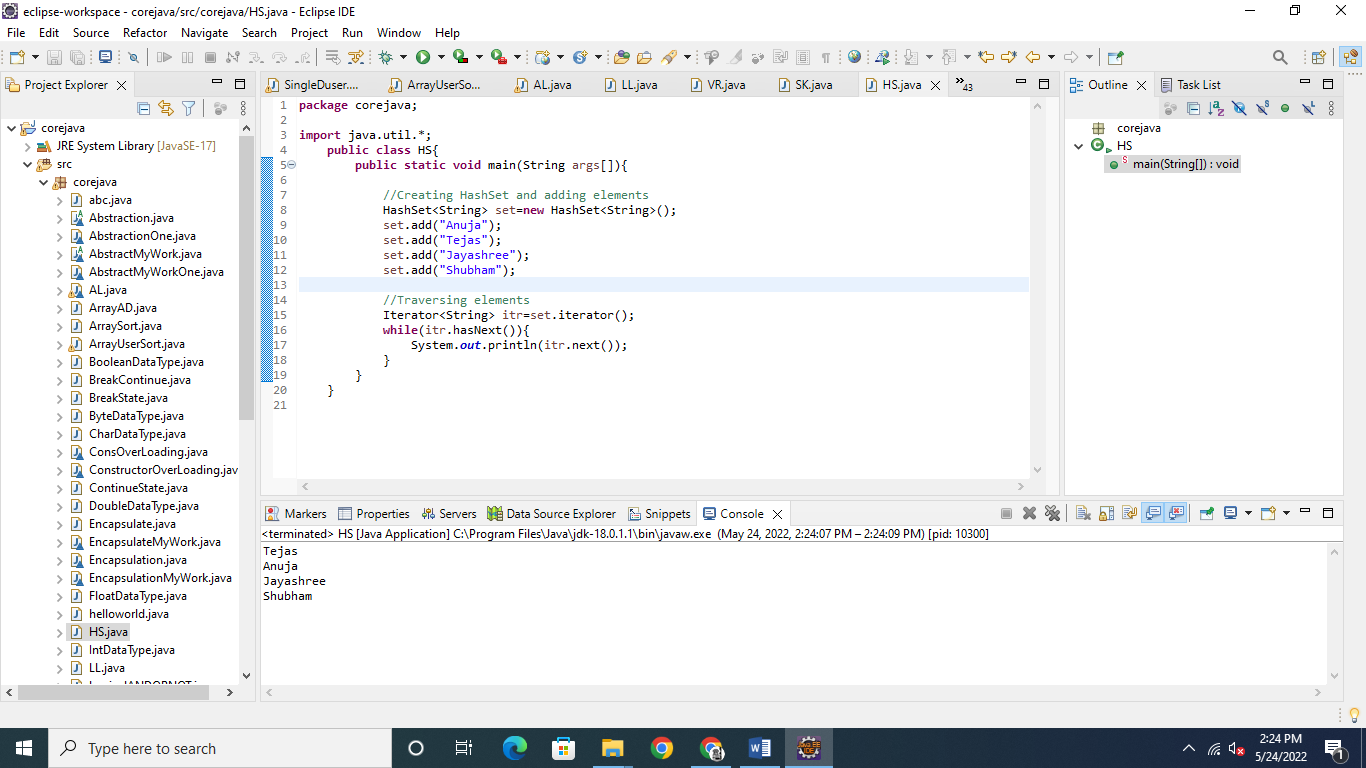 eclipse-workspace - corejava/src/corejava/HS.java - Eclipse IDE
File Edit Source Refactor Navigate Search Project Run Window Help
Project Explorer
corejava
JRE System Library [JavaSE-17]
src
corejava
abc.java
Abstraction.java
AbstractionOne.java
AbstractMyWork.java
AbstractMyWorkOne.java
AL.java
ArrayAD.java
ArraySort.java
ArrayUserSort.java
BooleanDataType.java
BreakContinue.java
BreakState.java
ByteDataType.java
CharDataType.java
ConsOverLoading.java
ConstructorOverLoading.jav
ContinueState.java
DoubleDataType.java
Encapsulate.java
EncapsulateMyWork.java
Encapsulation.java
EncapsulationMyWork.java
FloatDataType.java
helloworld.java
HS.java
IntDataType.java
LL.java
SingleDuser.... ArrayUserSo... AL.java LL.java VR.java SK.java HS.java »43
1 package corejava;
2
3 import java.util.*;
4 public class HS{
5 public static void main(String args[]){
6
7 //Creating HashSet and adding elements
8 HashSet<String> set=new HashSet<String>();
9 set.add("Anuja");
10 set.add("Tejas");
11 set.add("Jayashree");
12 set.add("Shubham");
13
14 //Traversing elements
15 Iterator<String> itr=set.iterator();
16 while(itr.hasNext()){
17 System.out.println(itr.next());
18 }
19 }
20 }
21
Outline Task List
corejava
HS
main(String[]) : void
Markers Properties Servers Data Source Explorer Snippets Console
<terminated> HS [Java Application] C:\Program Files\Java\jdk-18.0.1.1\bin\javaw.exe (May 24, 2022, 2:24:07 PM – 2:24:09 PM) [pid: 10300]
Tejas
Anuja
Jayashree
Shubham
Type here to search
2:24 PM
5/24/2022
1